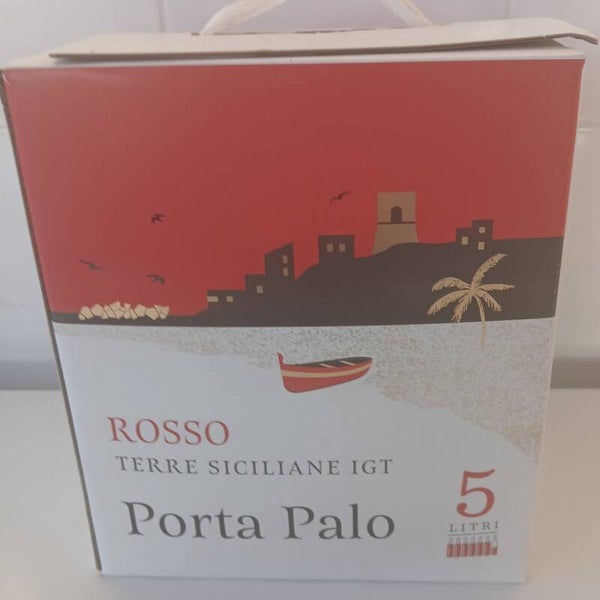 ROSSO
TERRE SICILIANE IGT
Porta Palo
5
LITRI